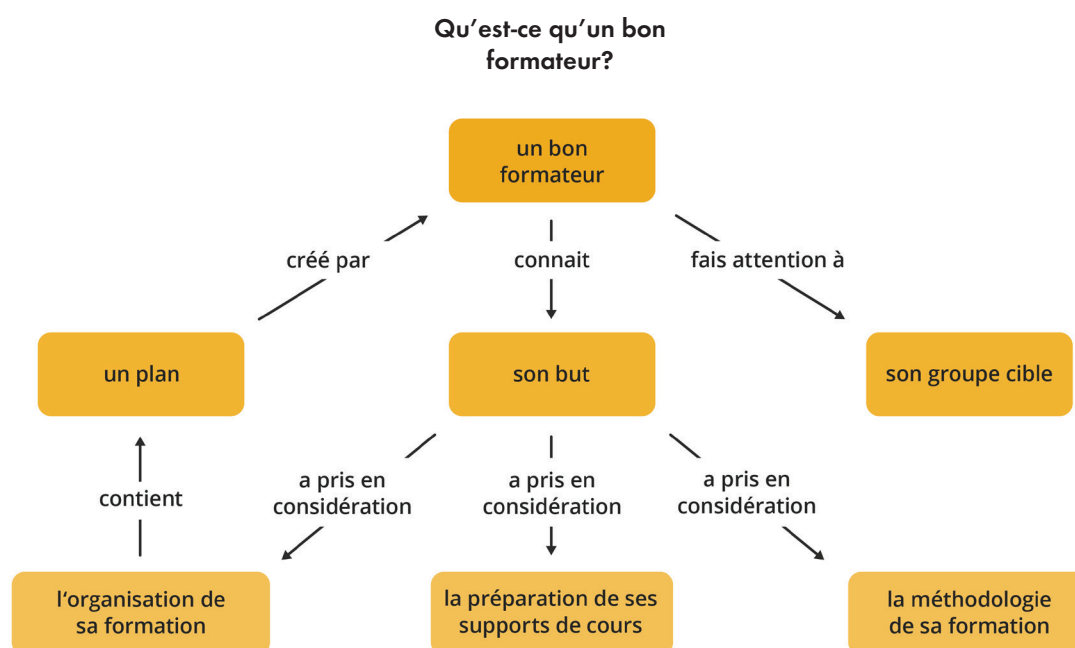 Qu’est-ce qu’un bon
formateur?
un bon
formateur
créé par
connait
fais attention à
un plan
son but
son groupe cible
contient
a pris en
considération
a pris en
considération
a pris en
considération
l‘organisation de
sa formation
la préparation de ses
supports de cours
la méthodologie
de sa formation